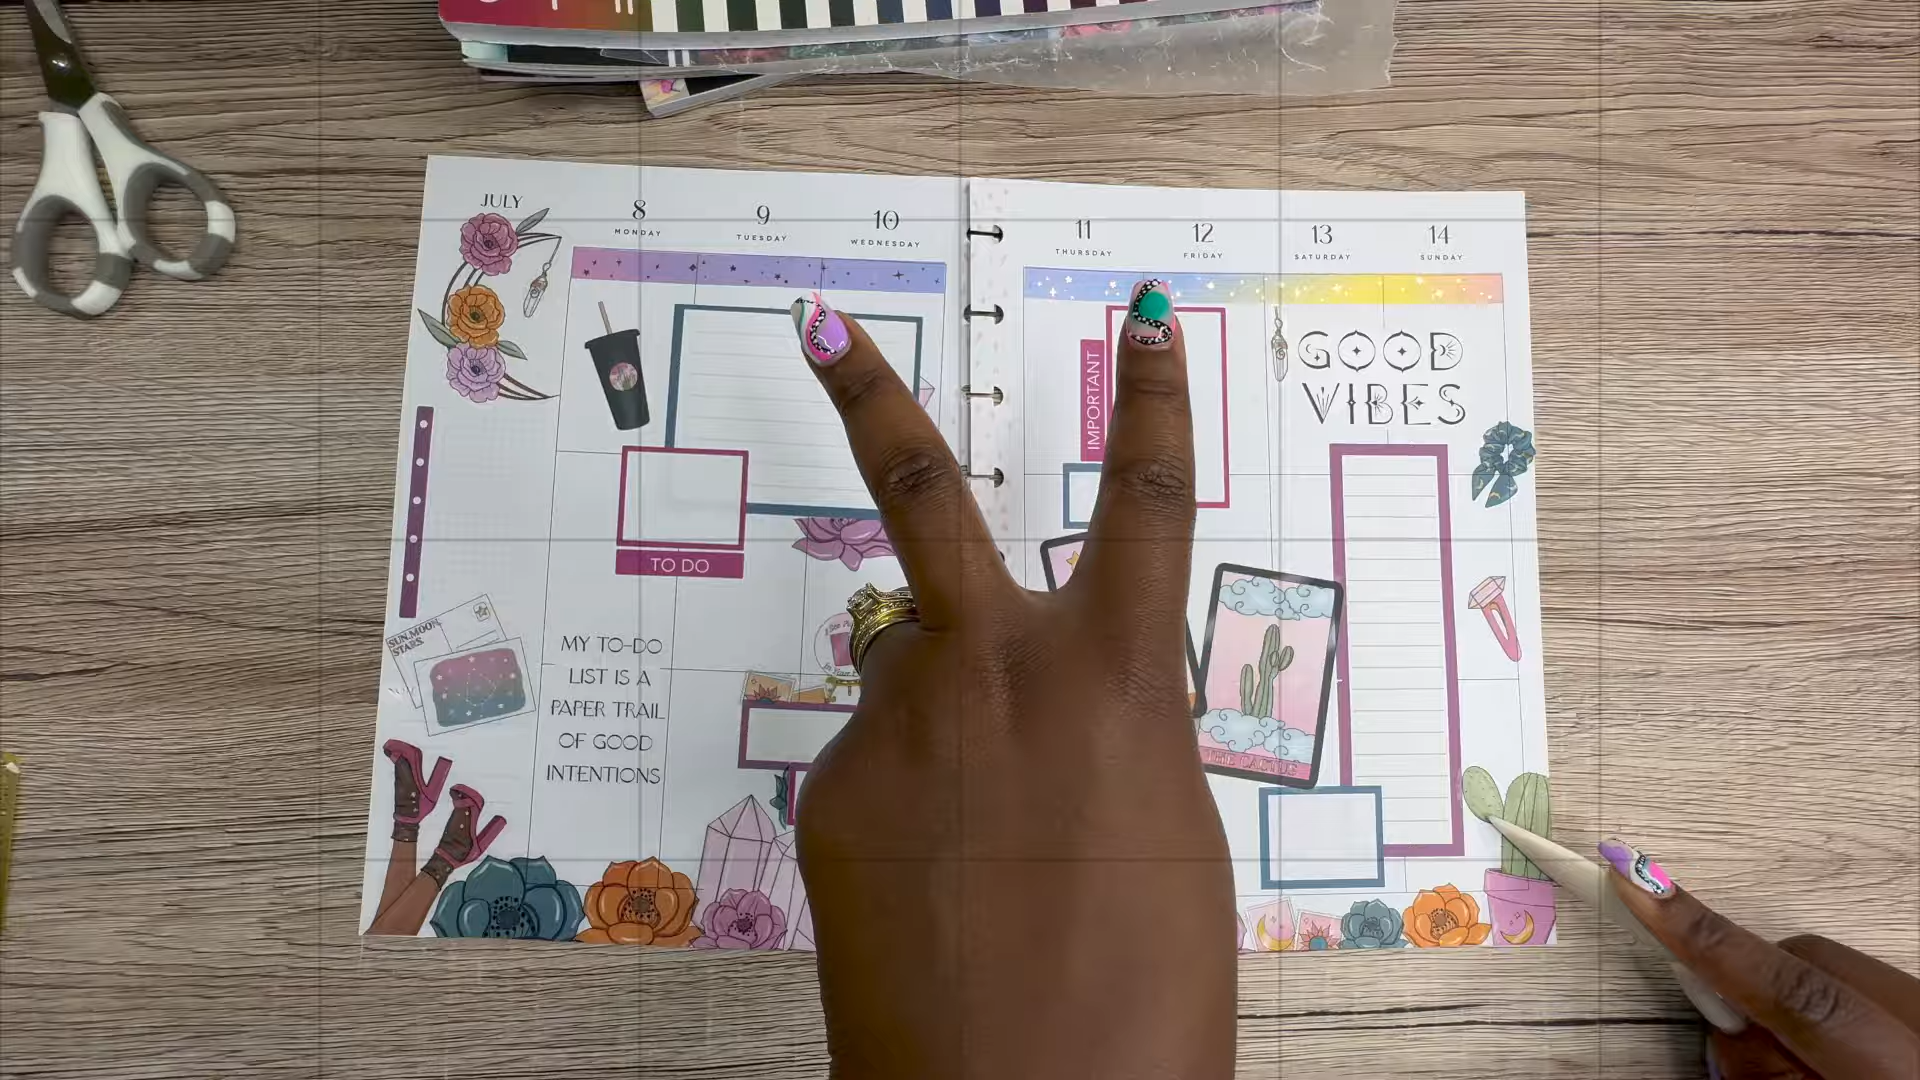 JULY
8
MONDAY
9
TUESDAY
10
WEDNESDAY
11
THURSDAY
12
FRIDAY
13
SATURDAY
14
SUNDAY
GOOD
VIBES
IMPORTANT
TO DO
SUN, MOON,
STARS
MY TO-DO
LIST IS A
PAPER TRAIL
OF GOOD
INTENTIONS
THE CACTUS